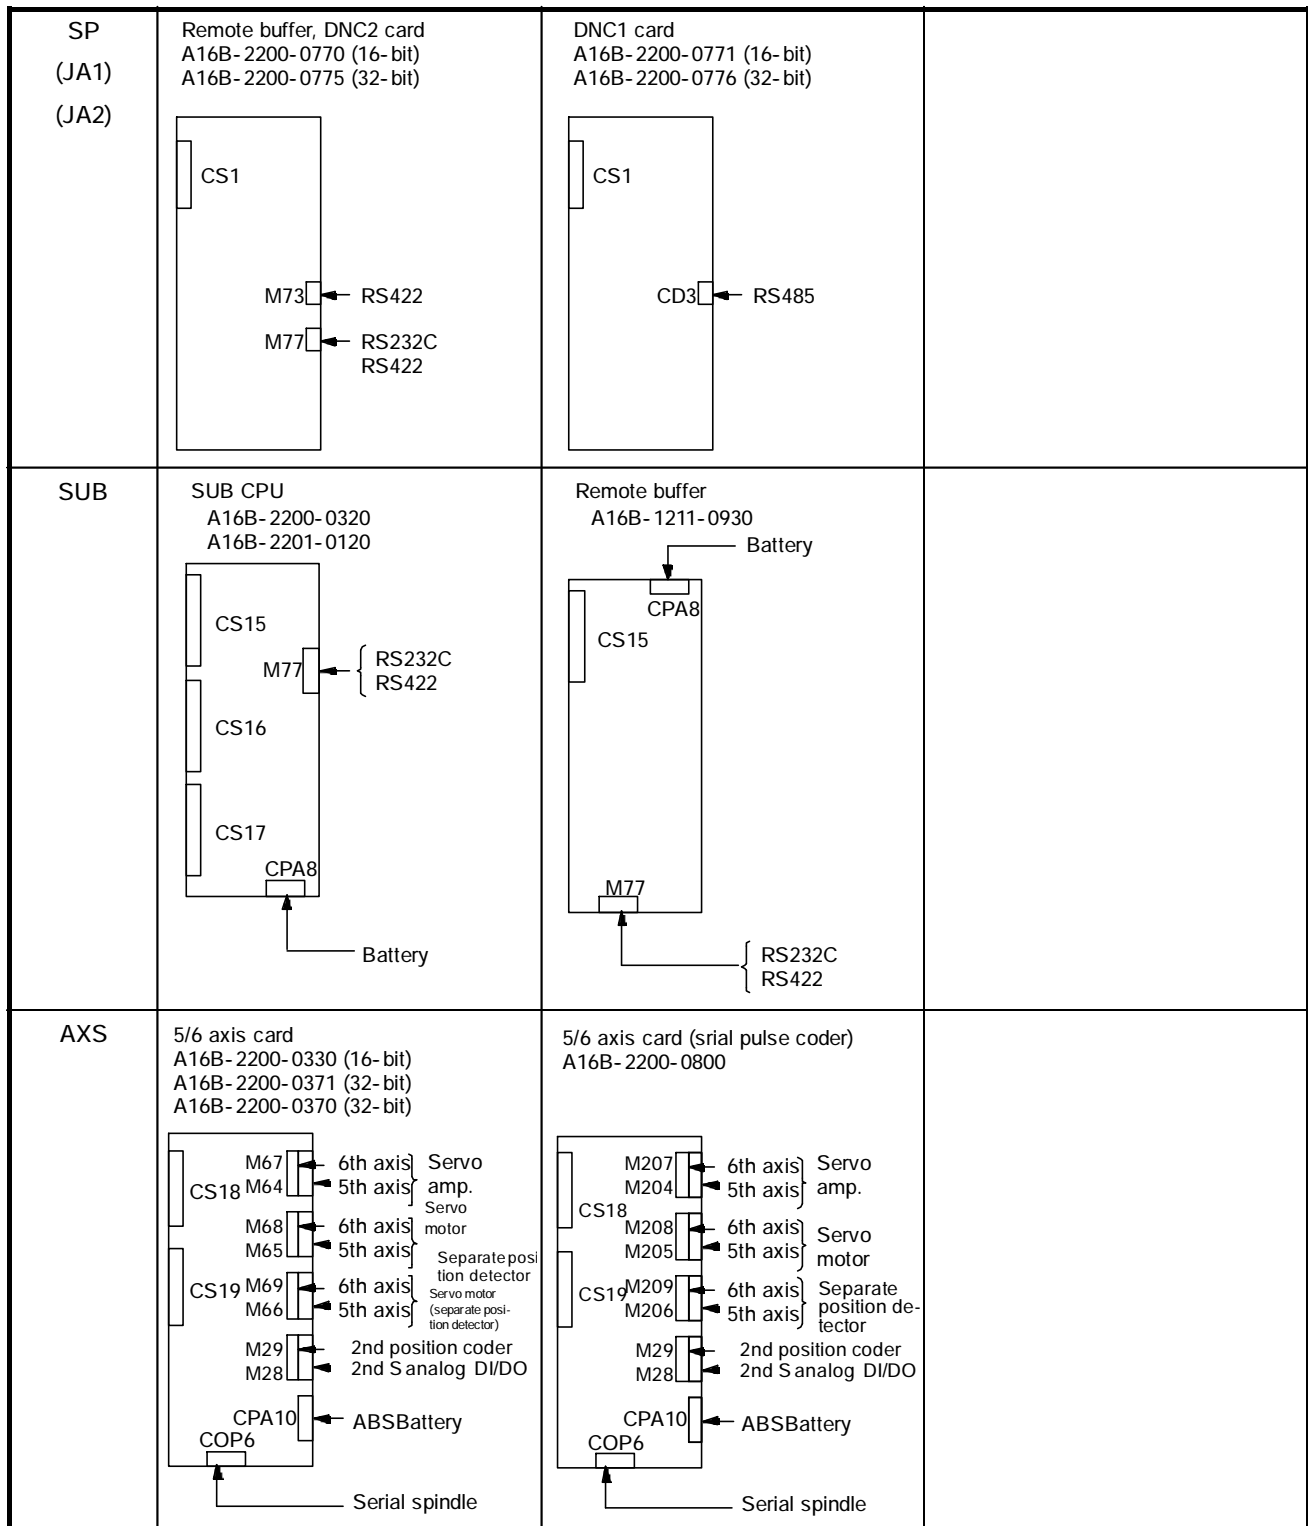 SP
(JA1)
(JA2)
Remote buffer, DNC2 card
A16B-2200-0770 (16-bit)
A16B-2200-0775 (32-bit)
CS1
M73
RS422
M77
RS232C
RS422
DNC1 card
A16B-2200-0771 (16-bit)
A16B-2200-0776 (32-bit)
CS1
CD3
RS485
SUB
SUB CPU
A16B-2200-0320
A16B-2201-0120
CS15
M77
RS232C
RS422
CS16
CS17
CPA8
Battery
Remote buffer
A16B-1211-0930
Battery
CPA8
CS15
M77
RS232C
RS422
AXS
5/6 axis card
A16B-2200-0330 (16-bit)
A16B-2200-0371 (32-bit)
A16B-2200-0370 (32-bit)
M67
6th axis
Servo
CS18
M64
5th axis
amp.
Servo
M68
6th axis
motor
M65
5th axis
Separate posi
tion detector
CS19
M69
6th axis
Servo motor
M66
5th axis
(separate posi-
tion detector)
M29
2nd position coder
M28
2nd S analog DI/DO
CPA10
ABSBattery
COP6
Serial spindle
5/6 axis card (srial pulse coder)
A16B-2200-0800
M207
6th axis
Servo
M204
5th axis
amp.
CS18
M208
6th axis
Servo
M205
5th axis
motor
CS19
M209
6th axis
Separate
M206
5th axis
position de-
tector
M29
2nd position coder
M28
2nd S analog DI/DO
CPA10
ABSBattery
COP6
Serial spindle